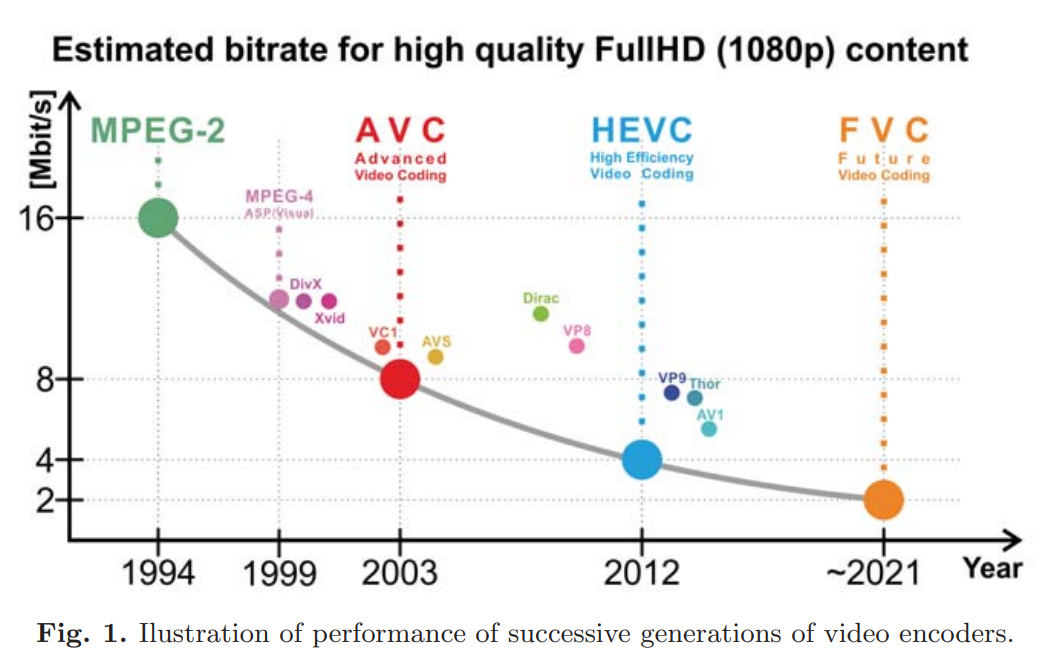 Estimated bitrate for high quality FullHD (1080p) content
[Mbit/s]
MPEG-2
A V C
Advanced
Video Coding
HEVC
High Efficiency
Video Coding
F V C
Future
Video Coding
MPEG-4
ASP/Visual
16
DivX
Xvid
Dirac
VC1
AVS
VP8
8
VP9
Thor
AV1
4
2
1994
1999
2003
2012
~2021
Year
Fig. 1. Ilustration of performance of successive generations of video encoders.